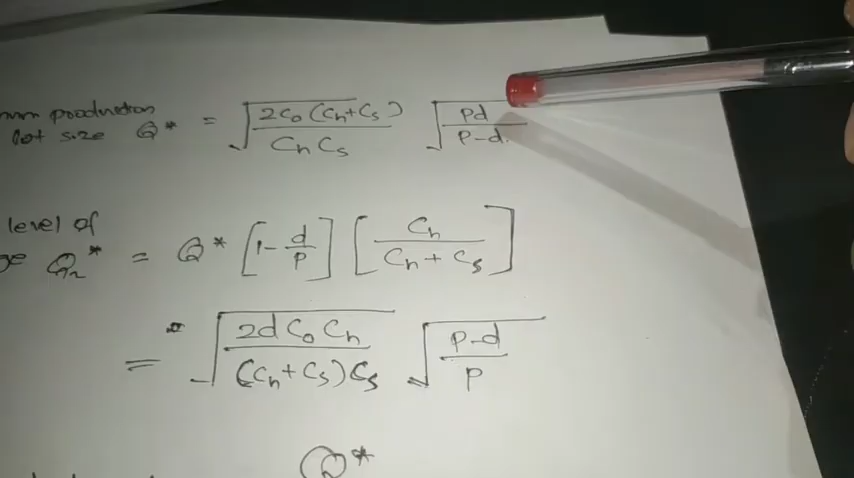 production
lot size Q* = √(2C₀(Cₕ+Cₛ) / CₕCₛ) √(pd / p-d)
level of
Q₂* = Q* [1 - d/p] [Cₕ / Cₕ + Cₛ]
= √(2dC₀Cₕ / (Cₕ+Cₛ)Cₛ) √(p-d / p)
Q*